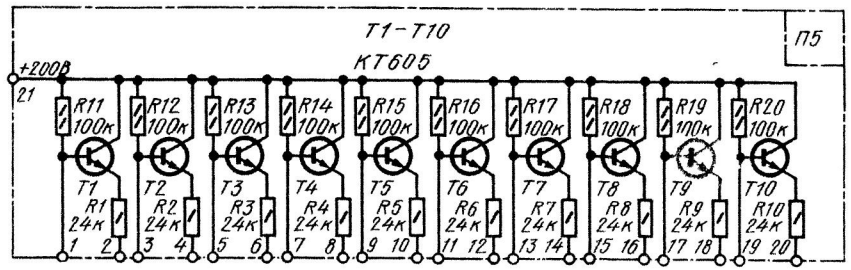 T1-T10
П5
КТ605
+200В
21
R11 R12 R13 R14 R15 R16 R17 R18 R19 R20
100к 100к 100к 100к 100к 100к 100к 100к 100к 100к
T1 T2 T3 T4 T5 T6 T7 T8 T9 T10
R1 R2 R3 R4 R5 R6 R7 R8 R9 R10
24к 24к 24к 24к 24к 24к 24к 24к 24к 24к
1 2 3 4 5 6 7 8 9 10 11 12 13 14 15 16 17 18 19 20